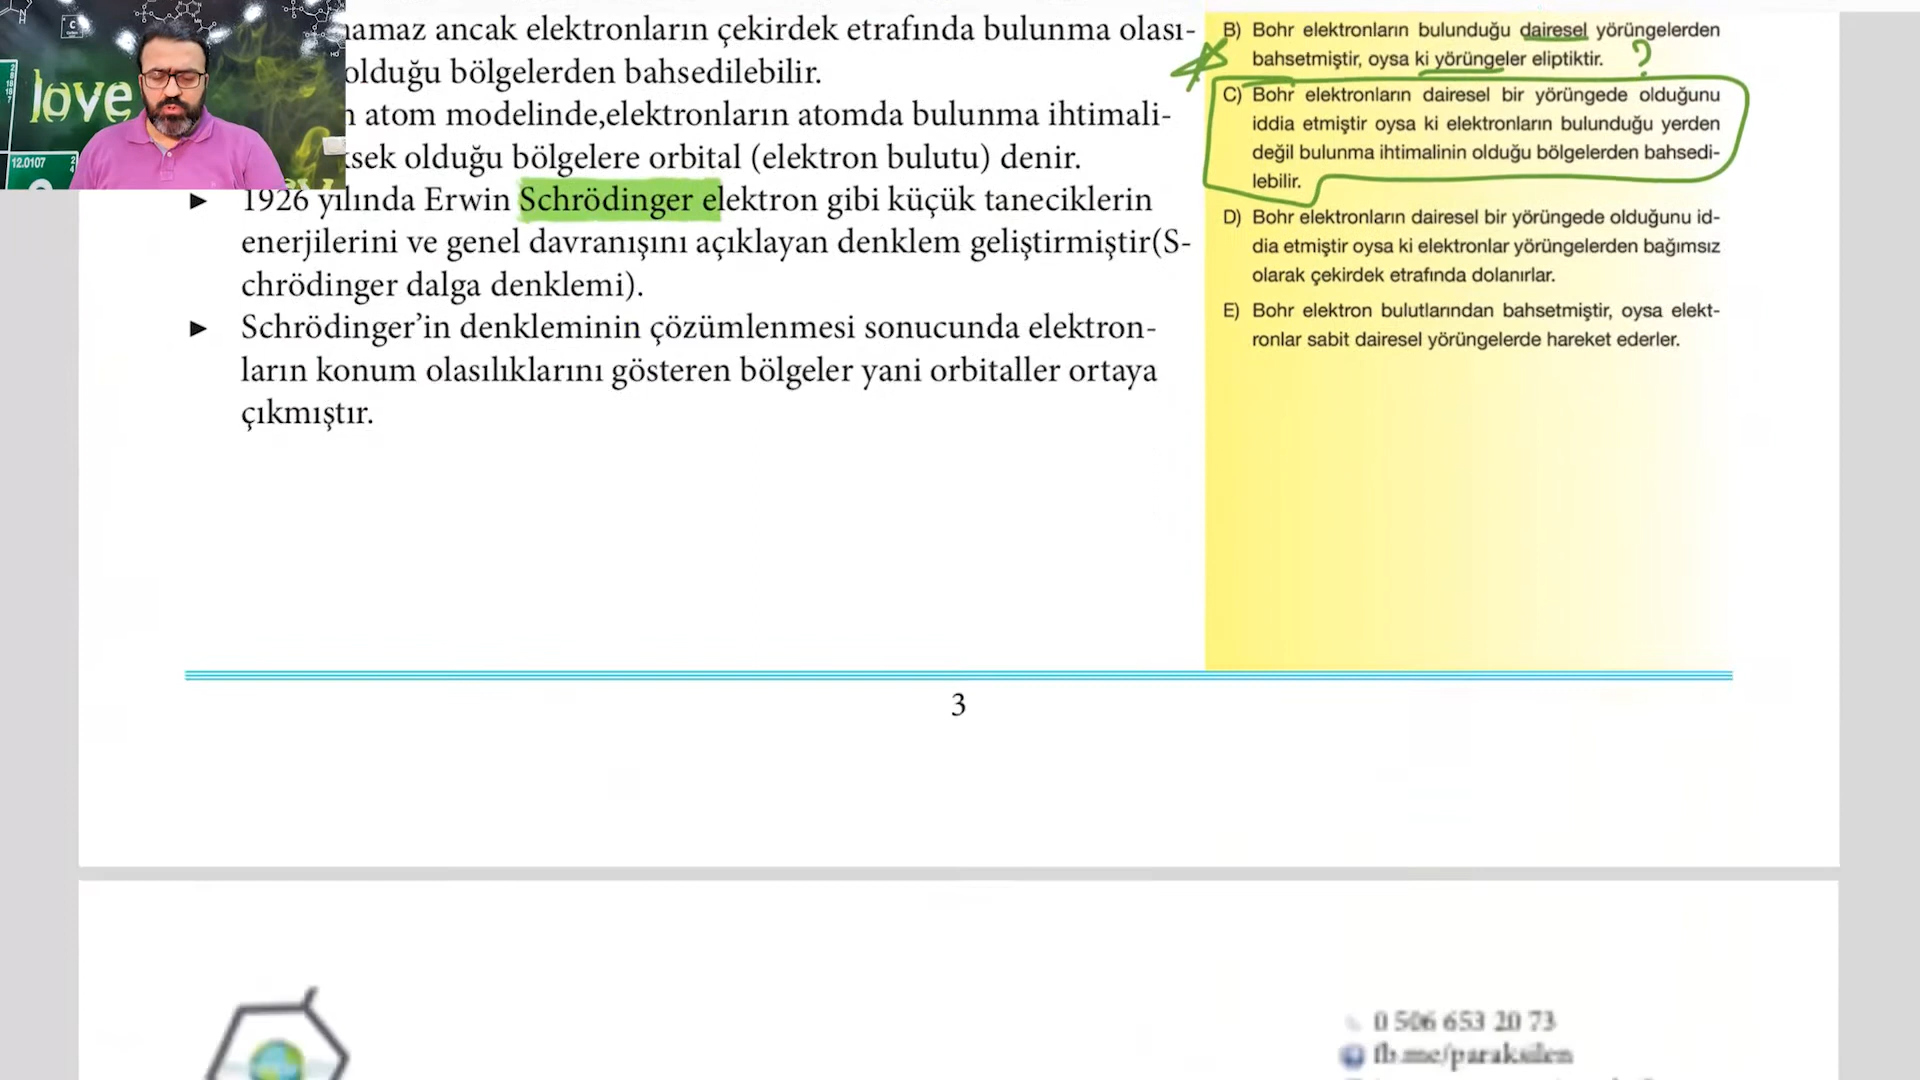 love
12.0107
ancak elektronların çekirdek etrafında bulunma olası-
olduğu bölgelerden bahsedilebilir.
atom modelinde,elektronların atomda bulunma ihtimali-
olduğu bölgelere orbital (elektron bulutu) denir.
► 1926 yılında Erwin Schrödinger elektron gibi küçük taneciklerin
enerjilerini ve genel davranışını açıklayan denklem geliştirmiştir(S-
chrödinger dalga denklemi).
► Schrödinger’in denkleminin çözümlenmesi sonucunda elektron-
ların konum olasılıklarını gösteren bölgeler yani orbitaller ortaya
çıkmıştır.
B) Bohr elektronların bulunduğu dairesel yörüngelerden
bahsetmiştir, oysa ki yörüngeler eliptiktir. ?
C) Bohr elektronların dairesel bir yörüngede olduğunu
iddia etmiştir oysa ki elektronların bulunduğu yerden
değil bulunma ihtimalinin olduğu bölgelerden bahsedi-
lebilir.
D) Bohr elektronların dairesel bir yörüngede olduğunu id-
dia etmiştir oysa ki elektronlar yörüngelerden bağımsız
olarak çekirdek etrafında dolanırlar.
E) Bohr elektron bulutlarından bahsetmiştir, oysa elekt-
ronlar sabit dairesel yörüngelerde hareket ederler.
3
0 506 653 20 73
fb.me/paraksilen